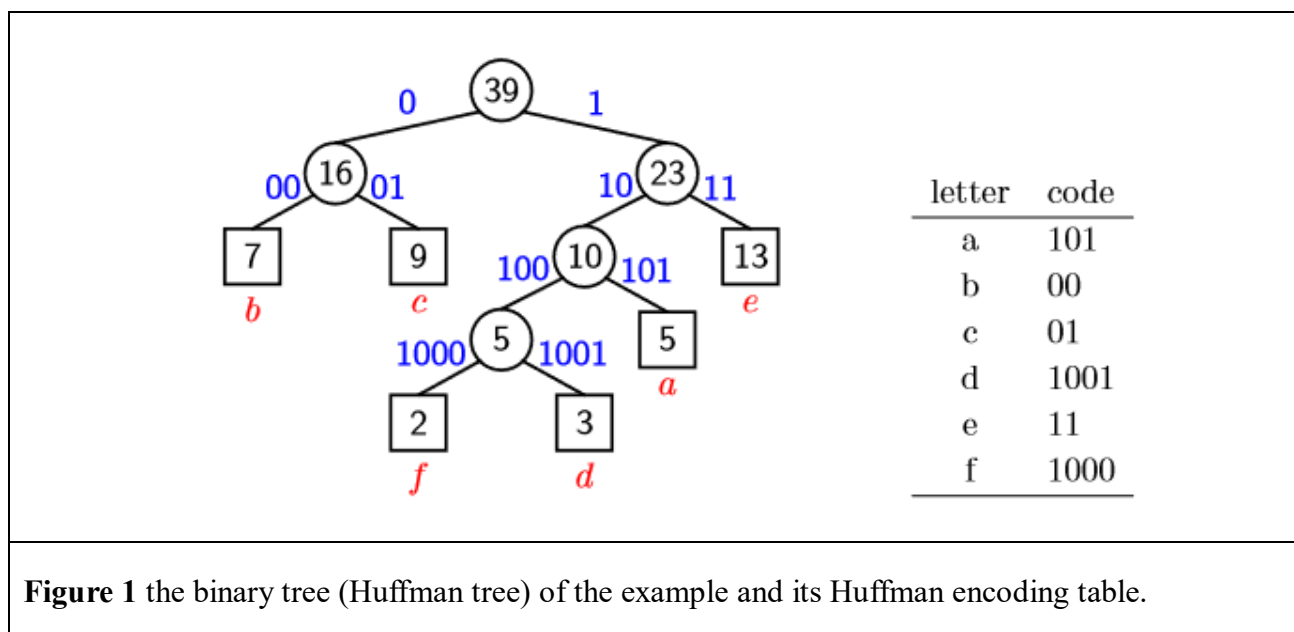 39
0 1
16 23
00 01 10 11
7 9 10 13
b c 100 101 e
5 5
1000 1001 a
2 3
f d
letter code
a 101
b 00
c 01
d 1001
e 11
f 1000
Figure 1 the binary tree (Huffman tree) of the example and its Huffman encoding table.